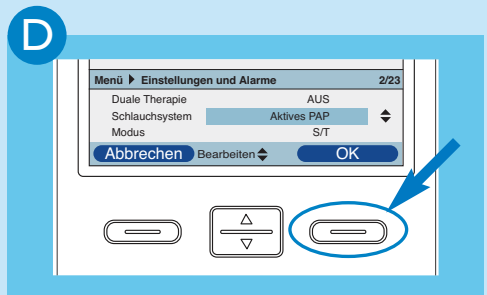 D
Menü ▶ Einstellungen und Alarme 2/23
Duale Therapie AUS
Schlauchsystem Aktives PAP
Modus S/T
Abbrechen Bearbeiten OK